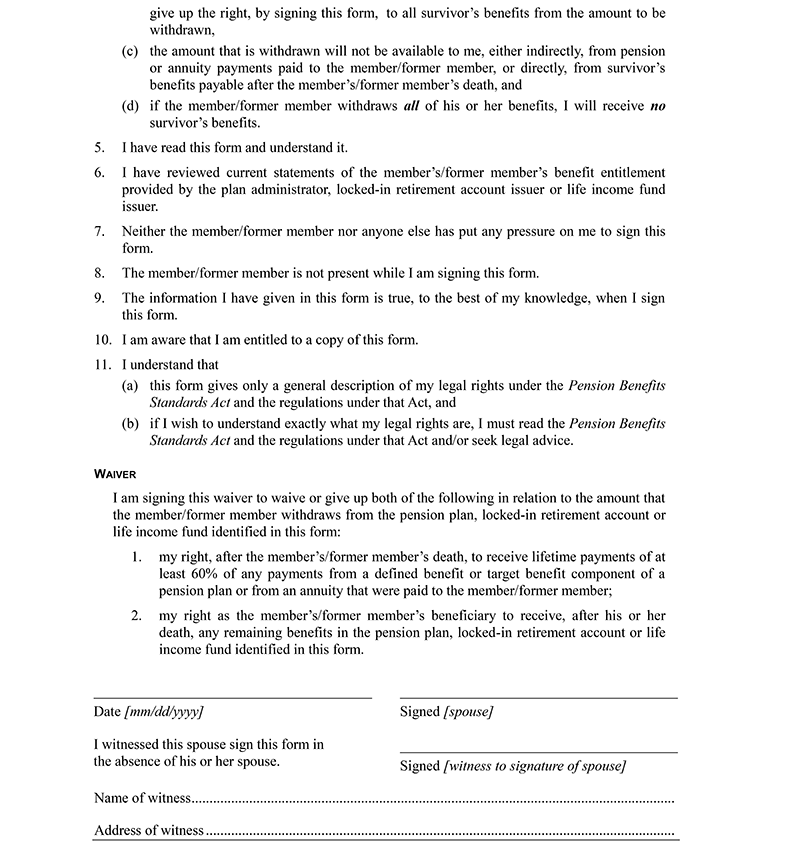 give up the right, by signing this form, to all survivor's benefits from the amount to be
withdrawn,
(c) the amount that is withdrawn will not be available to me, either indirectly, from pension
or annuity payments paid to the member/former member, or directly, from survivor's
benefits payable after the member's/former member's death, and
(d) if the member/former member withdraws all of his or her benefits, I will receive no
survivor's benefits.
5. I have read this form and understand it.
6. I have reviewed current statements of the member's/former member's benefit entitlement
provided by the plan administrator, locked-in retirement account issuer or life income fund
issuer.
7. Neither the member/former member nor anyone else has put any pressure on me to sign this
form.
8. The member/former member is not present while I am signing this form.
9. The information I have given in this form is true, to the best of my knowledge, when I sign
this form.
10. I am aware that I am entitled to a copy of this form.
11. I understand that
(a) this form gives only a general description of my legal rights under the Pension Benefits
Standards Act and the regulations under that Act, and
(b) if I wish to understand exactly what my legal rights are, I must read the Pension Benefits
Standards Act and the regulations under that Act and/or seek legal advice.
WAIVER
I am signing this waiver to waive or give up both of the following in relation to the amount that
the member/former member withdraws from the pension plan, locked-in retirement account or
life income fund identified in this form:
1. my right, after the member's/former member's death, to receive lifetime payments of at
least 60% of any payments from a defined benefit or target benefit component of a
pension plan or from an annuity that were paid to the member/former member;
2. my right as the member's/former member's beneficiary to receive, after his or her
death, any remaining benefits in the pension plan, locked-in retirement account or life
income fund identified in this form.
Date [mm/dd/yyyy]
Signed [spouse]
I witnessed this spouse sign this form in
the absence of his or her spouse.
Signed [witness to signature of spouse]
Name of witness
Address of witness